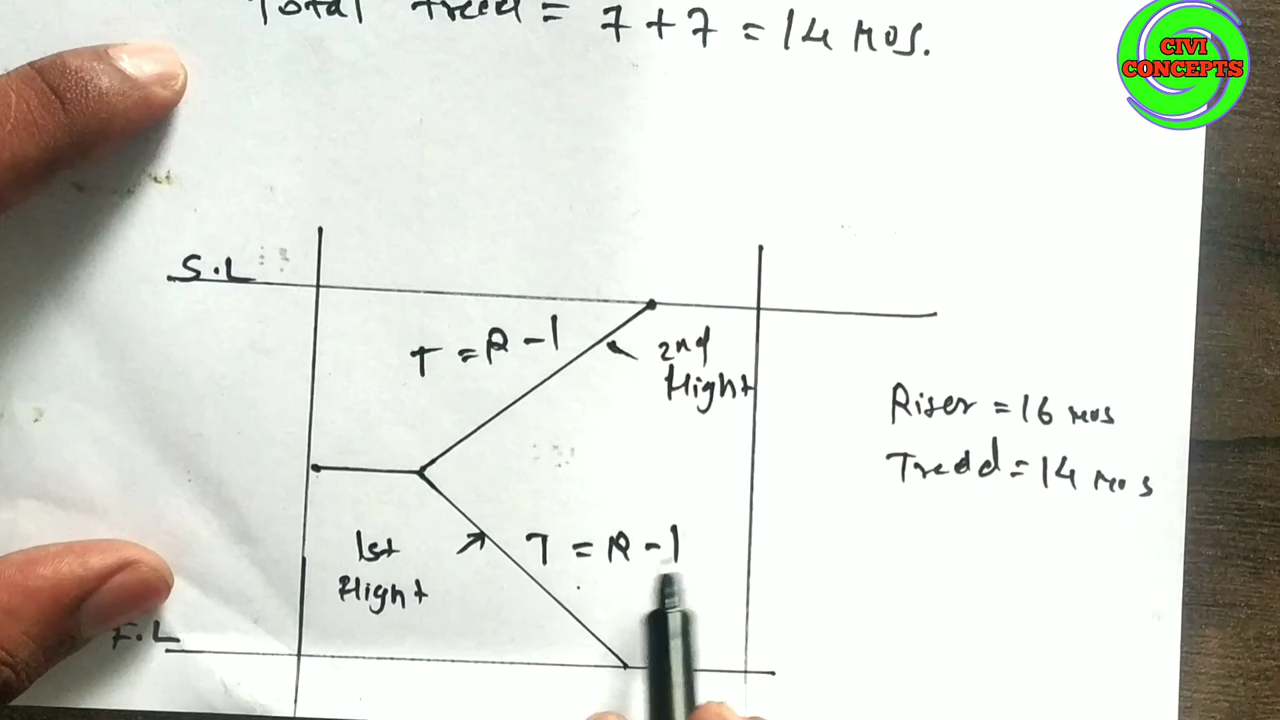 Total Tread = 7 + 7 = 14 nos.
CIVI
CONCEPTS
S.L
T = R - 1
2nd
flight
Riser = 16 nos
Tread = 14 nos
1st
flight
T = R - 1
F.L